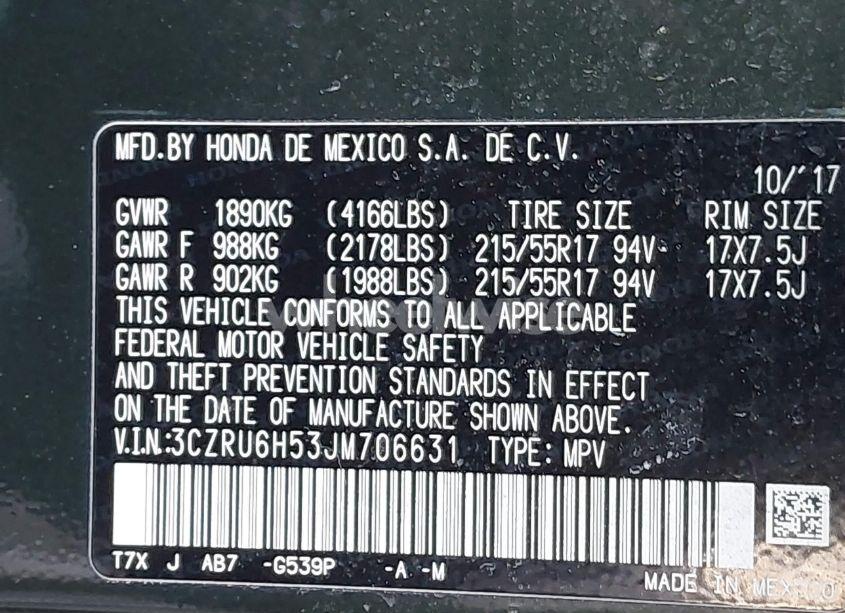 MFD.BY HONDA DE MEXICO S.A. DE C.V.
10/'17
GVWR 1890KG (4166LBS) TIRE SIZE RIM SIZE
GAWR F 988KG (2178LBS) 215/55R17 94V 17X7.5J
GAWR R 902KG (1988LBS) 215/55R17 94V 17X7.5J
THIS VEHICLE CONFORMS TO ALL APPLICABLE
FEDERAL MOTOR VEHICLE SAFETY
AND THEFT PREVENTION STANDARDS IN EFFECT
ON THE DATE OF MANUFACTURE SHOWN ABOVE.
V.I.N.:3CZRU6H53JM706631 TYPE: MPV
T7X J AB7 -G539P -A -M
MADE IN MEXICO